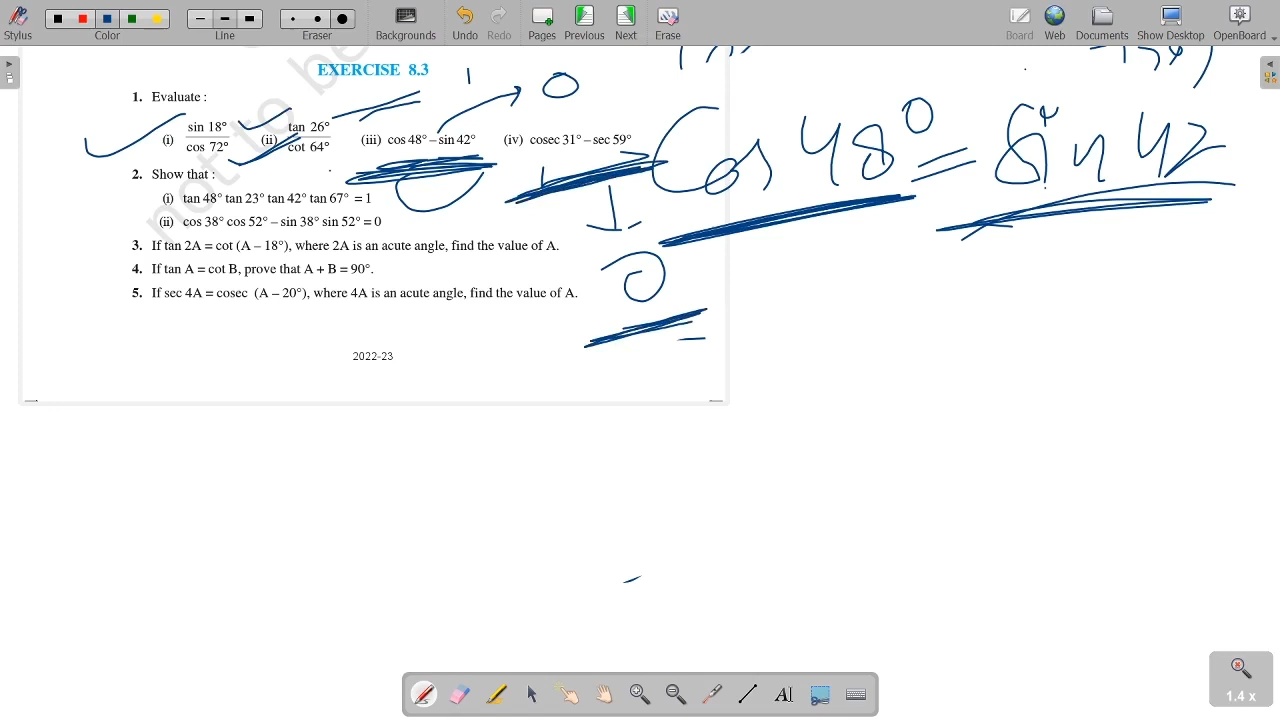 Stylus Color Line Eraser Backgrounds Undo Redo Pages Previous Next Erase Board Web Documents Show Desktop OpenBoard
EXERCISE 8.3
1. Evaluate :
(i) sin 18° / cos 72° (ii) tan 26° / cot 64° (iii) cos 48° – sin 42° (iv) cosec 31° – sec 59°
2. Show that :
(i) tan 48° tan 23° tan 42° tan 67° = 1
(ii) cos 38° cos 52° – sin 38° sin 52° = 0
3. If tan 2A = cot (A – 18°), where 2A is an acute angle, find the value of A.
4. If tan A = cot B, prove that A + B = 90°.
5. If sec 4A = cosec (A – 20°), where 4A is an acute angle, find the value of A.
2022-23
not to be
1
0
Cos 48° = Sin 42
0
1.4 x